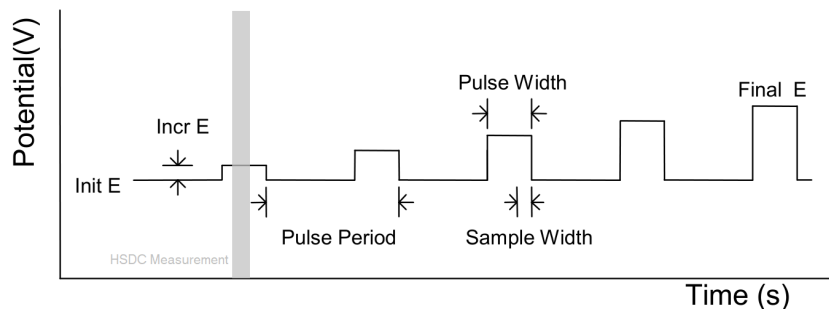 Potential(V)
Pulse Width
Final E
Incr E
Init E
Pulse Period
Sample Width
HSDC Measurement
Time (s)